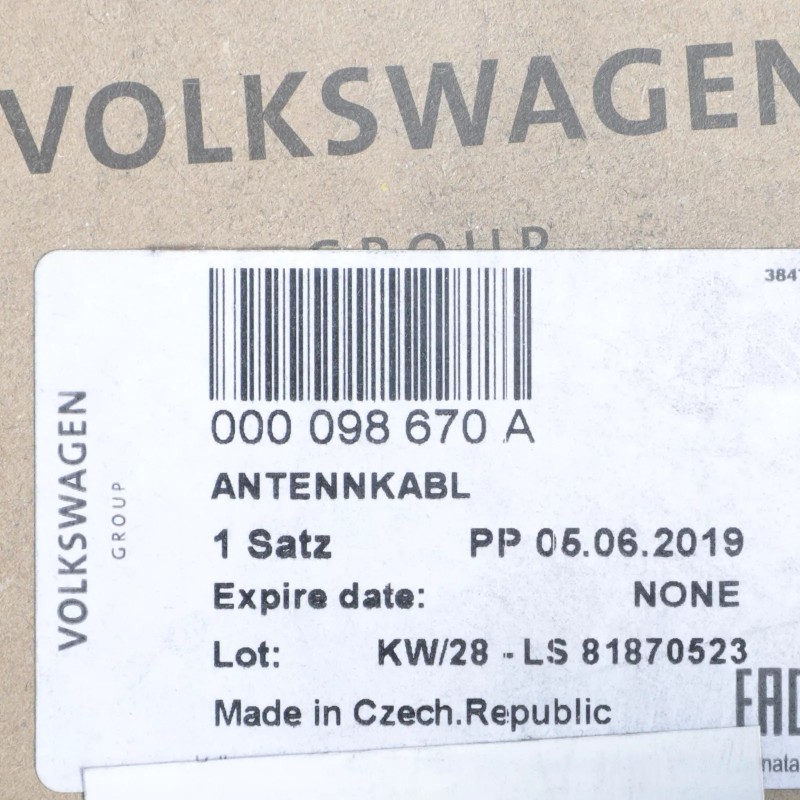 VOLKSWAGEN
GROUP
384
VOLKSWAGEN
GROUP
000 098 670 A
ANTENNKABL
1 Satz PP 05.06.2019
Expire date: NONE
Lot: KW/28 - LS 81870523
Made in Czech.Republic
EAC